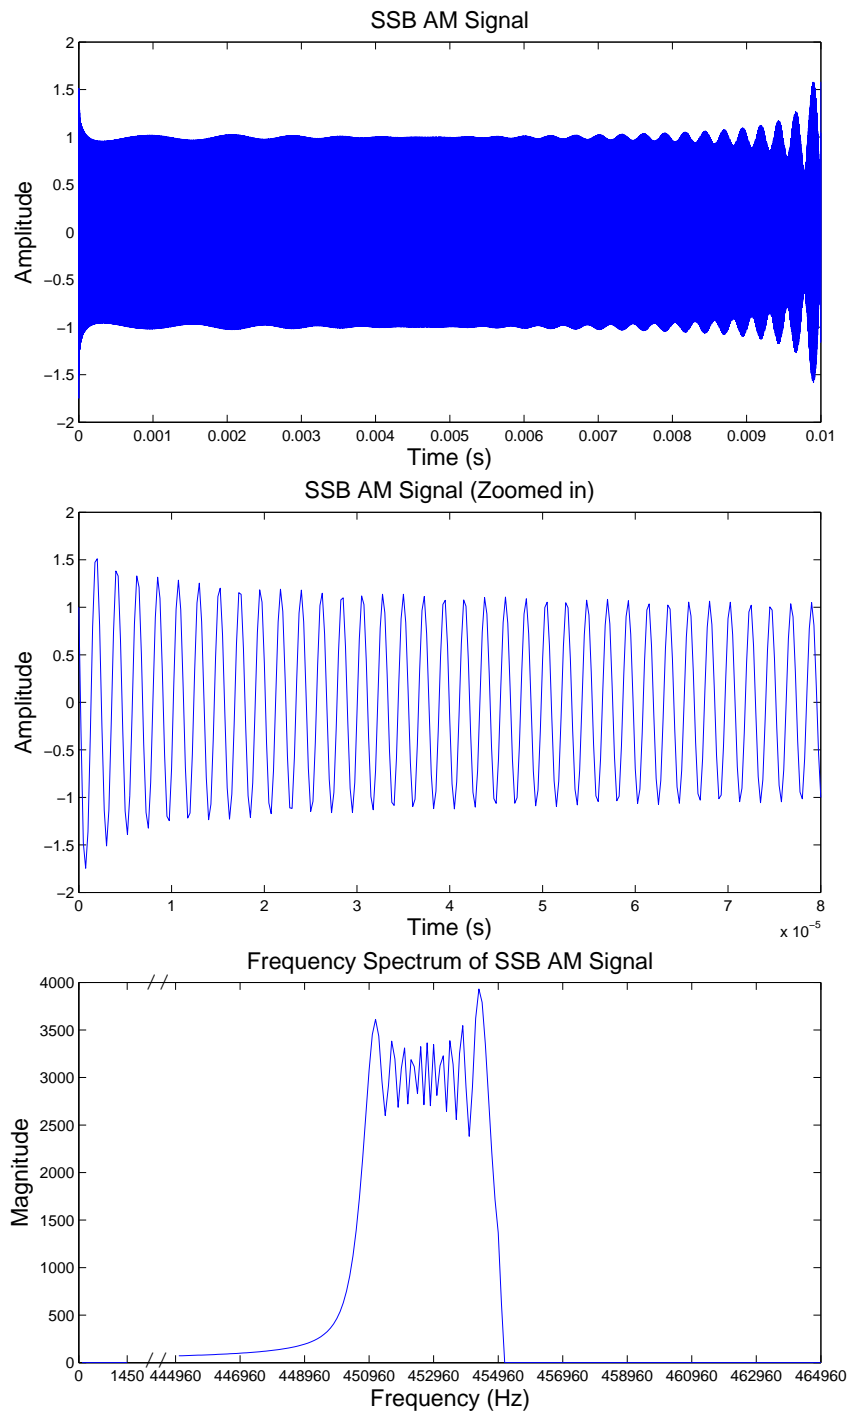 SSB AM Signal
2
1.5
1
0.5
0
−0.5
−1
−1.5
−2
Amplitude
0 0.001 0.002 0.003 0.004 0.005 0.006 0.007 0.008 0.009 0.01
Time (s)
SSB AM Signal (Zoomed in)
2
1.5
1
0.5
0
−0.5
−1
−1.5
−2
Amplitude
0 1 2 3 4 5 6 7 8
Time (s)
x 10⁻⁵
Frequency Spectrum of SSB AM Signal
4000
3500
3000
2500
2000
1500
1000
500
0
Magnitude
0 1450 444960 446960 448960 450960 452960 454960 456960 458960 460960 462960 464960
Frequency (Hz)